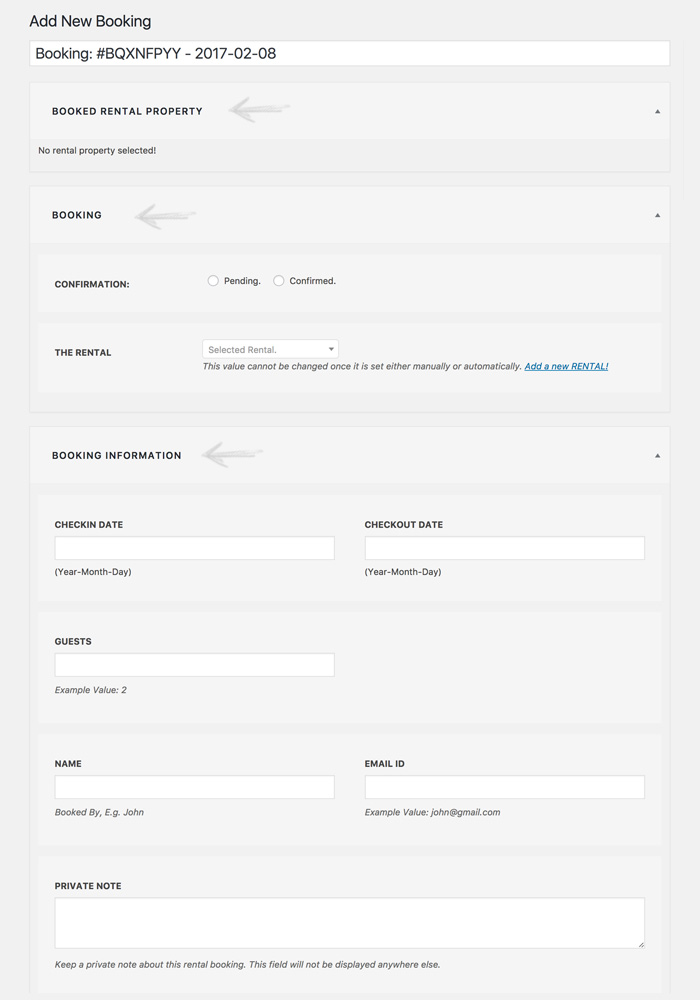 Add New Booking
Booking: #BQXNFPYY - 2017-02-08
BOOKED RENTAL PROPERTY
No rental property selected!
BOOKING
CONFIRMATION:
Pending. Confirmed.
THE RENTAL
Selected Rental.
This value cannot be changed once it is set either manually or automatically. Add a new RENTAL!
BOOKING INFORMATION
CHECKIN DATE CHECKOUT DATE
(Year-Month-Day) (Year-Month-Day)
GUESTS
Example Value: 2
NAME EMAIL ID
Booked By, E.g. John Example Value: john@gmail.com
PRIVATE NOTE
Keep a private note about this rental booking. This field will not be displayed anywhere else.